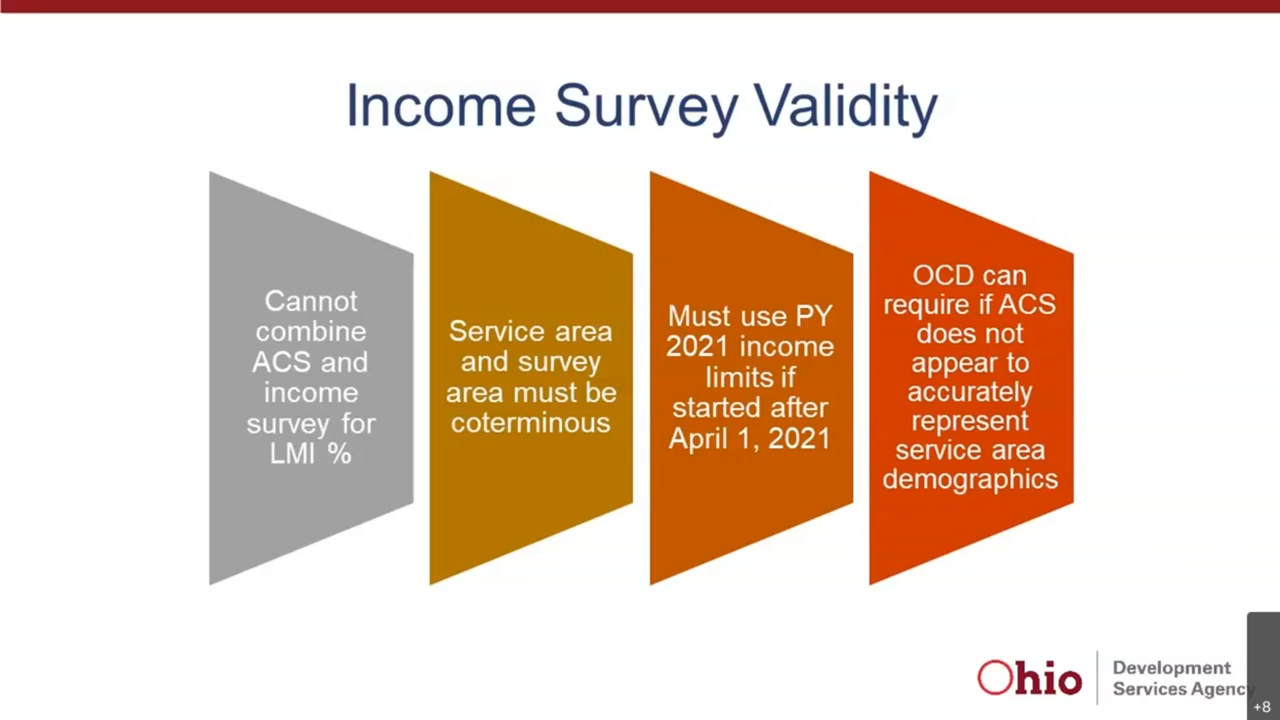 Income Survey Validity
Cannot
combine
ACS and
income
survey for
LMI %
Service area
and survey
area must be
coterminous
Must use PY
2021 income
limits if
started after
April 1, 2021
OCD can
require if ACS
does not
appear to
accurately
represent
service area
demographics
Ohio
Development
Services Agency
+8